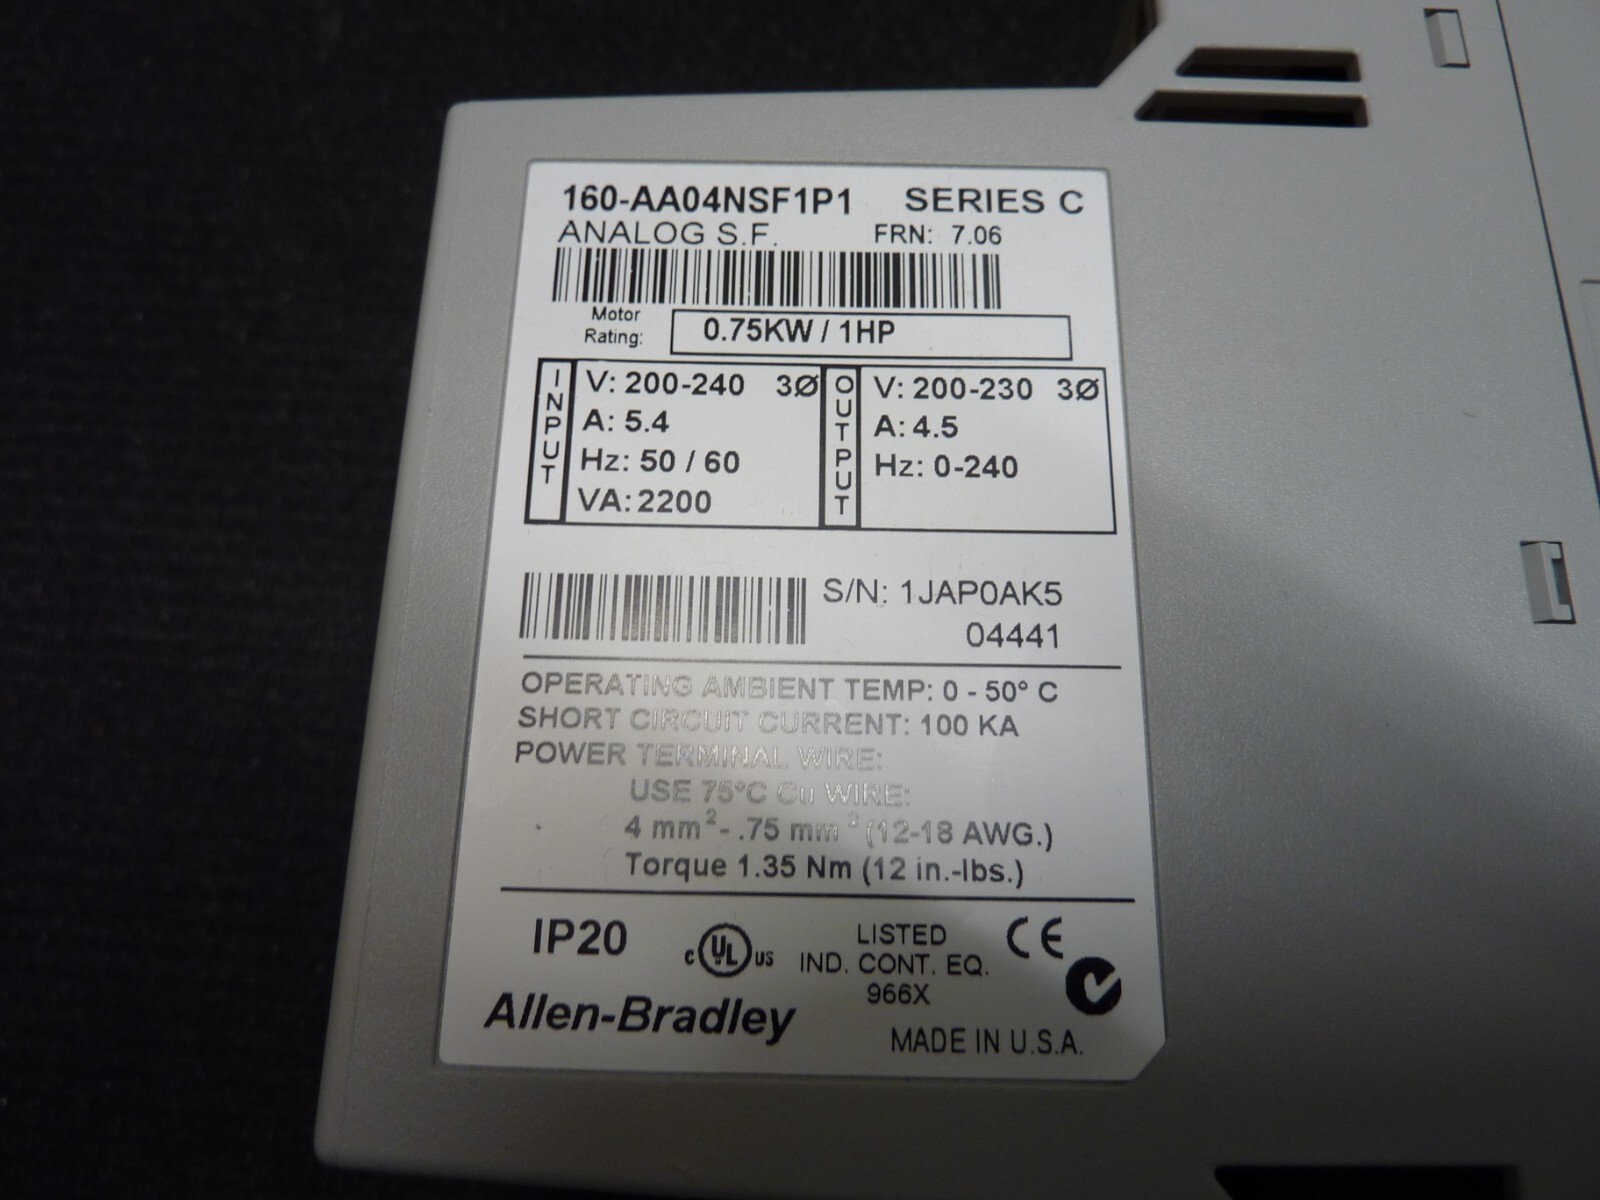 160-AA04NSF1P1 SERIES C
ANALOG S.F. FRN: 7.06
Motor
Rating: 0.75KW / 1HP
INPUT
V: 200-240 3Ø
A: 5.4
Hz: 50 / 60
VA: 2200
OUTPUT
V: 200-230 3Ø
A: 4.5
Hz: 0-240
S/N: 1JAP0AK5
04441
OPERATING AMBIENT TEMP: 0 - 50° C
SHORT CIRCUIT CURRENT: 100 KA
POWER TERMINAL WIRE:
USE 75°C Cu WIRE:
4 mm² - .75 mm² (12-18 AWG.)
Torque 1.35 Nm (12 in.-lbs.)
IP20
c UL us
LISTED
IND. CONT. EQ.
966X
CE
Allen-Bradley
MADE IN U.S.A.